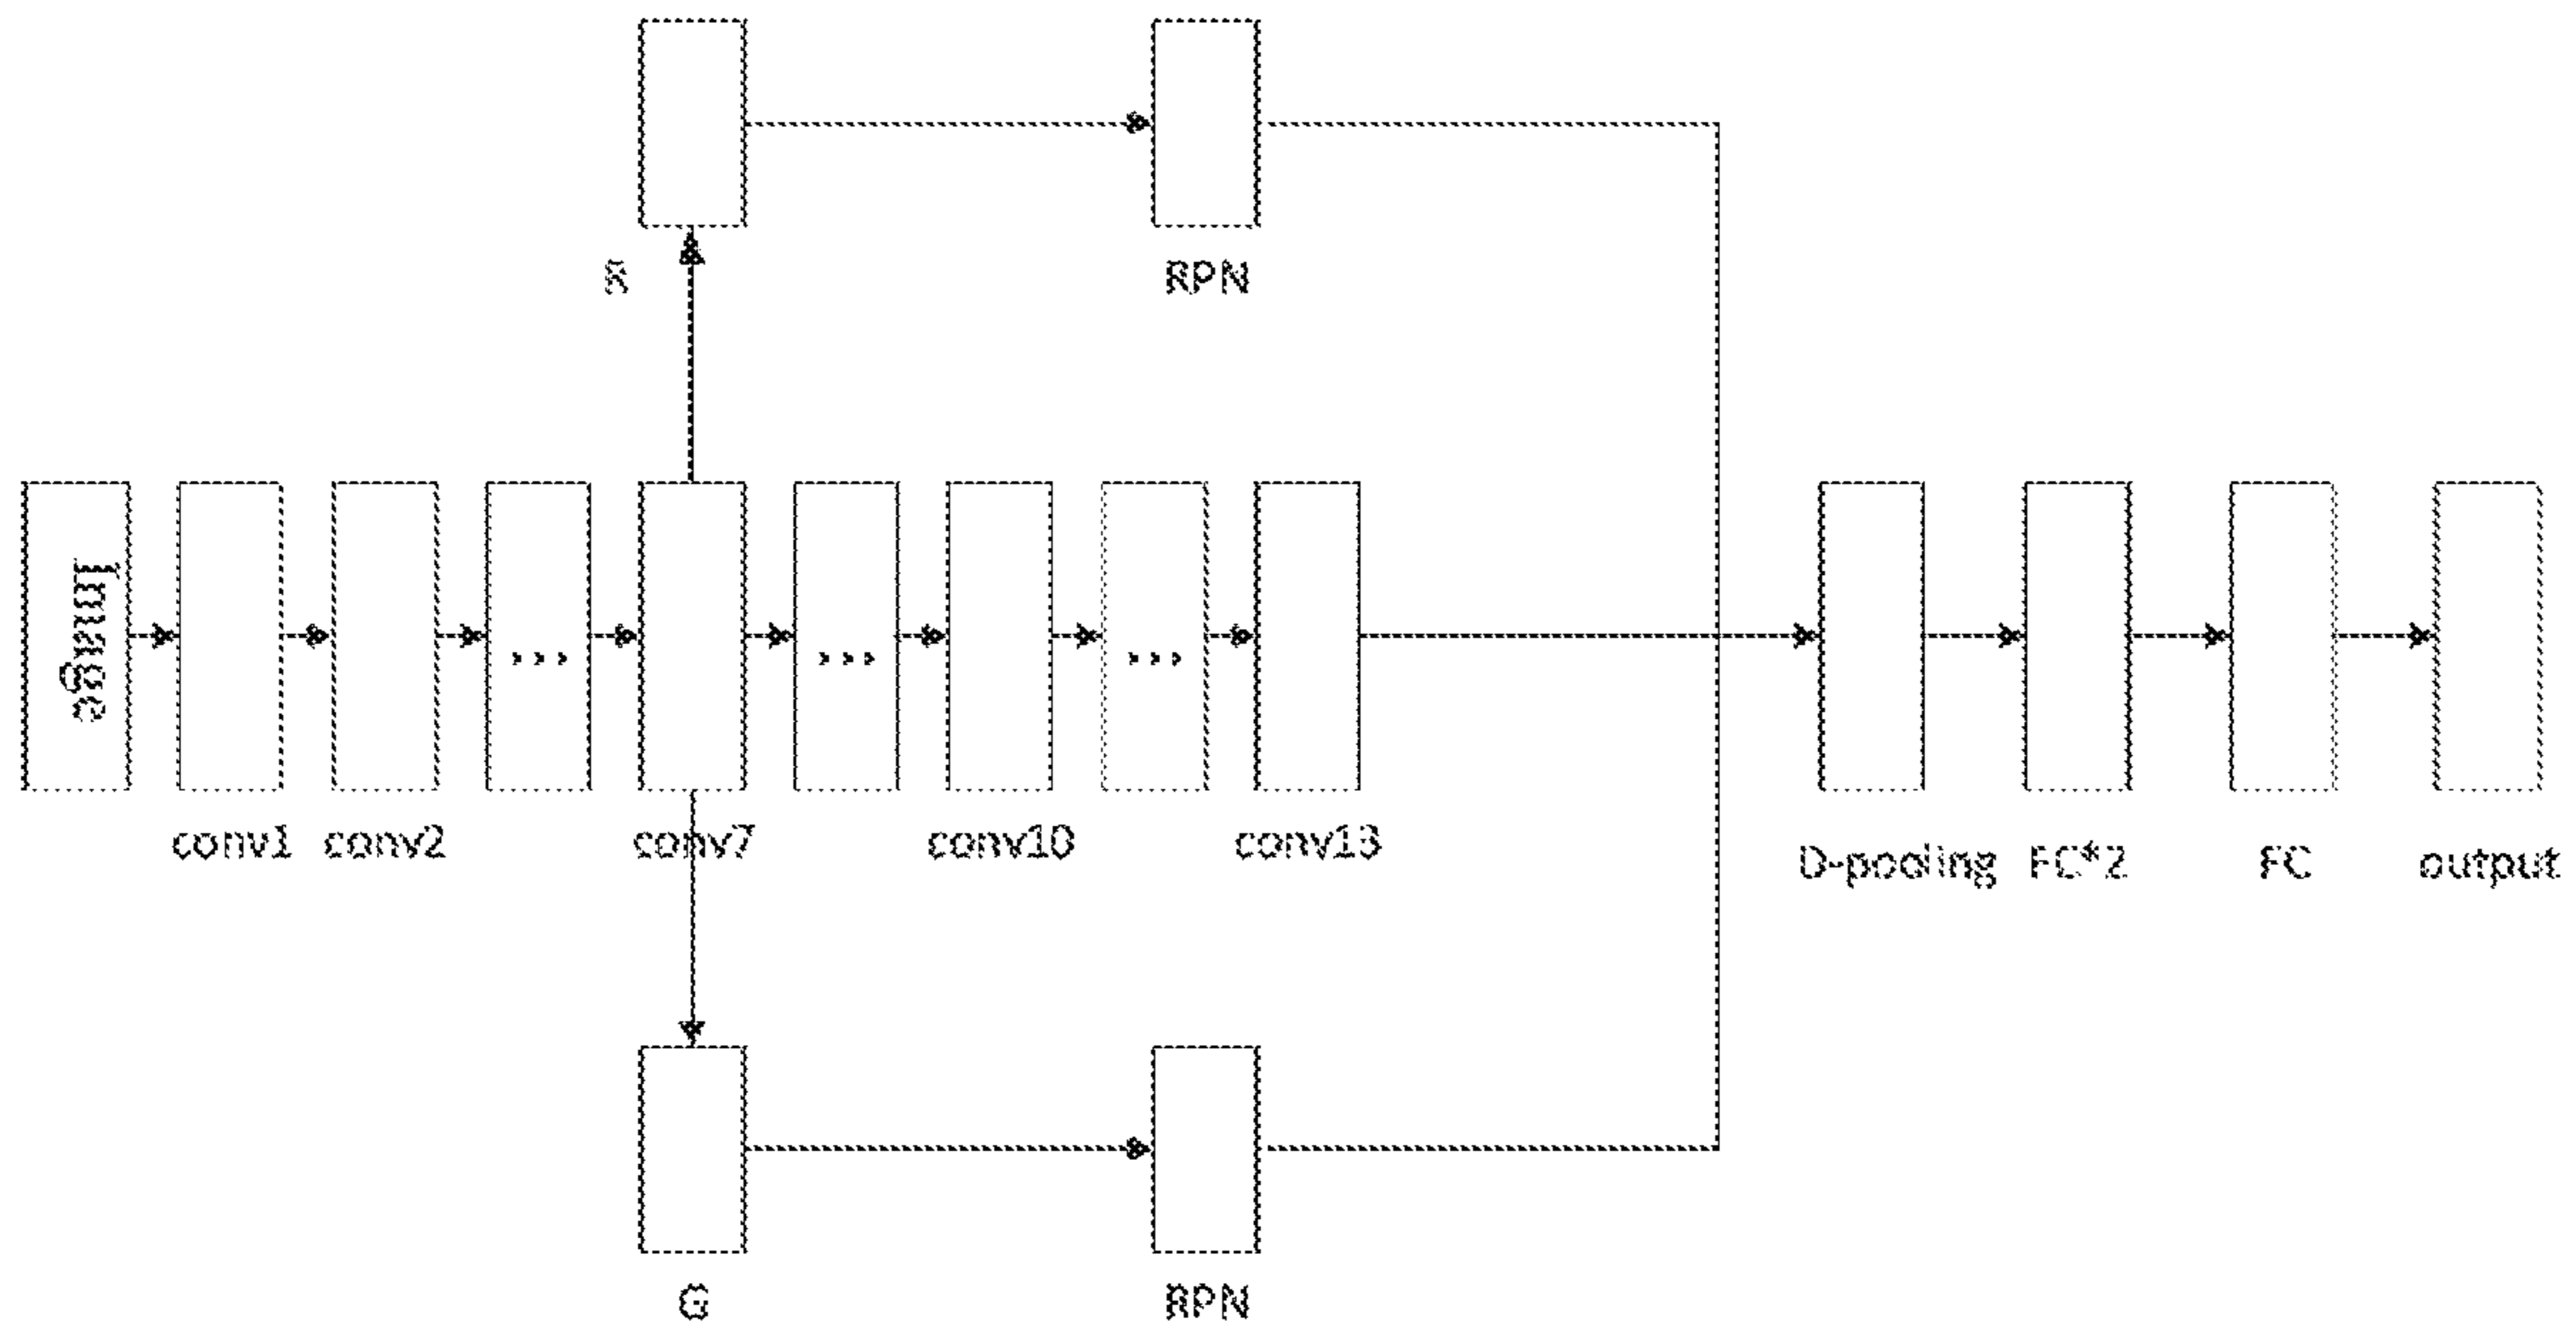 R
RPN
Image
...
...
...
conv1
conv2
conv7
conv10
conv13
D-pooling
FC*2
FC
output
G
RPN